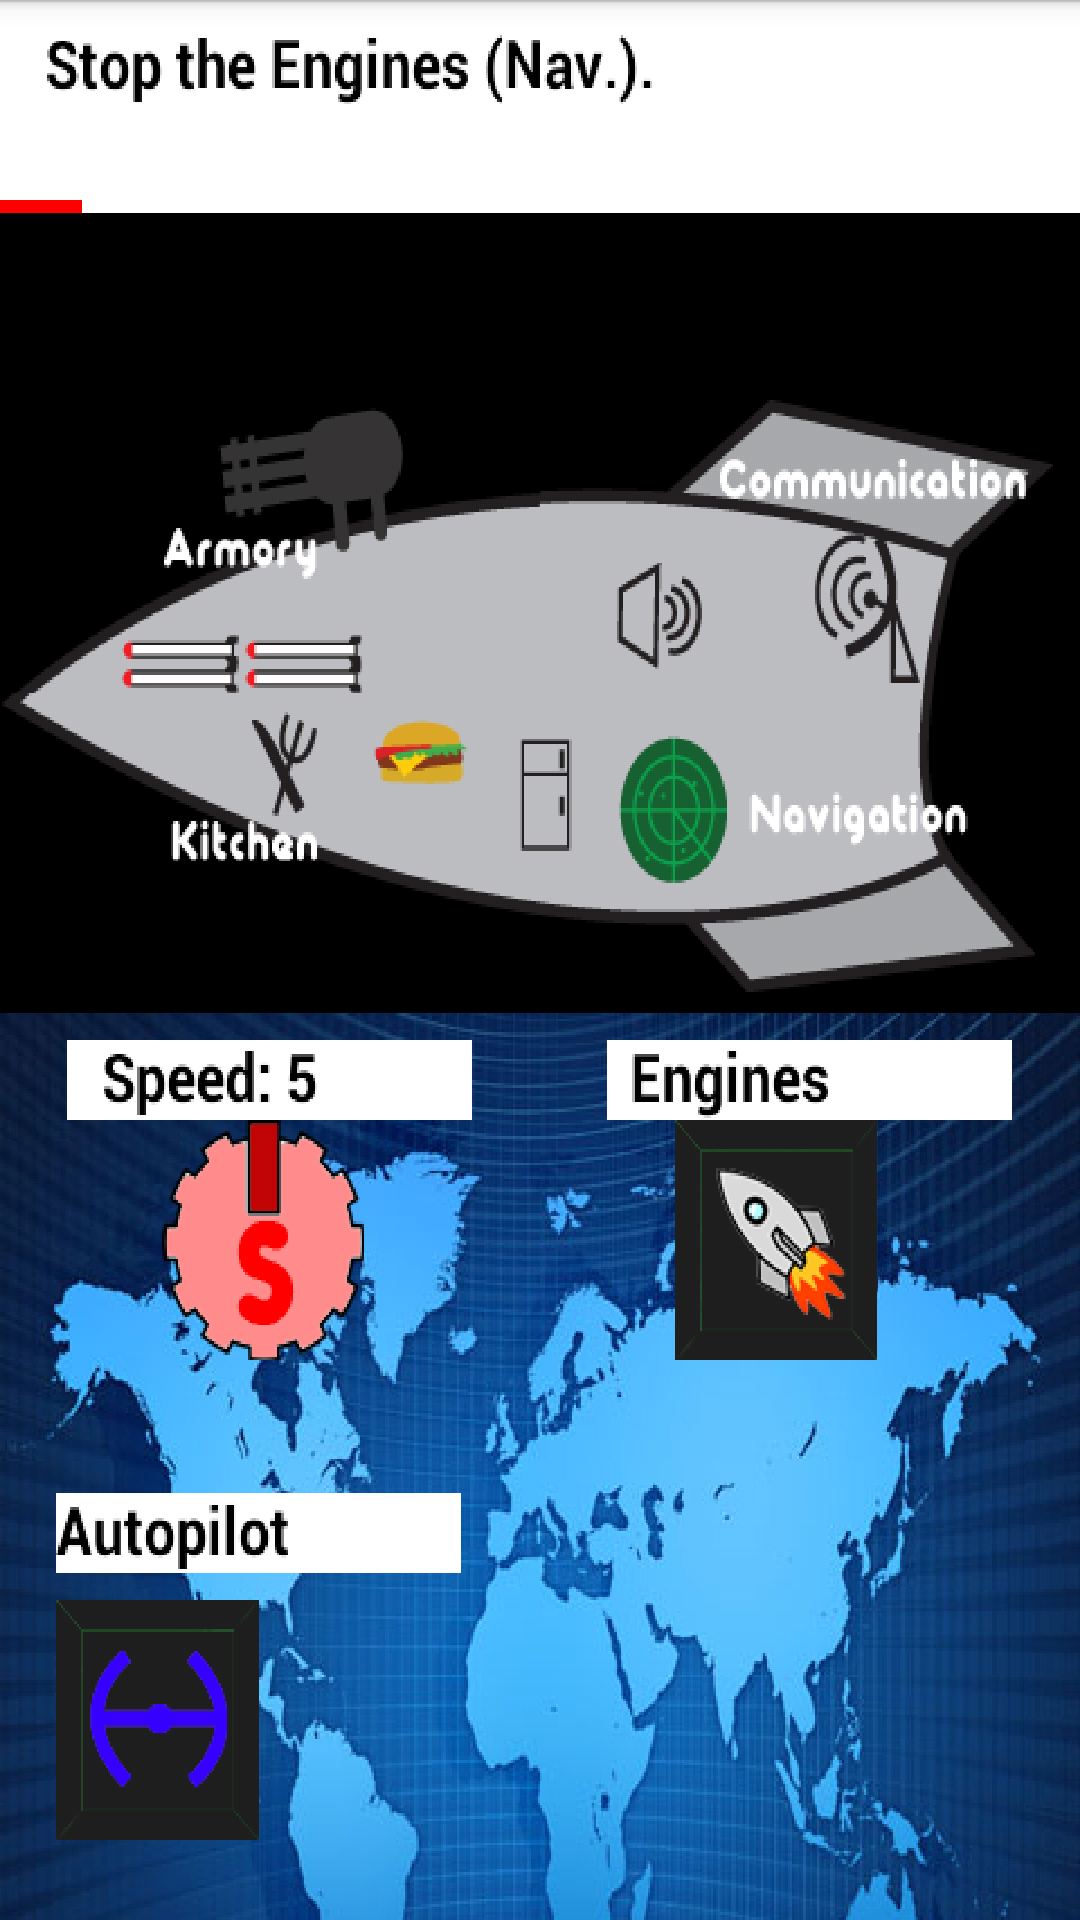 Stop the Engines (Nav.).
Communication
Armory
Navigation
Kitchen
Speed: 5
Engines
S
Autopilot